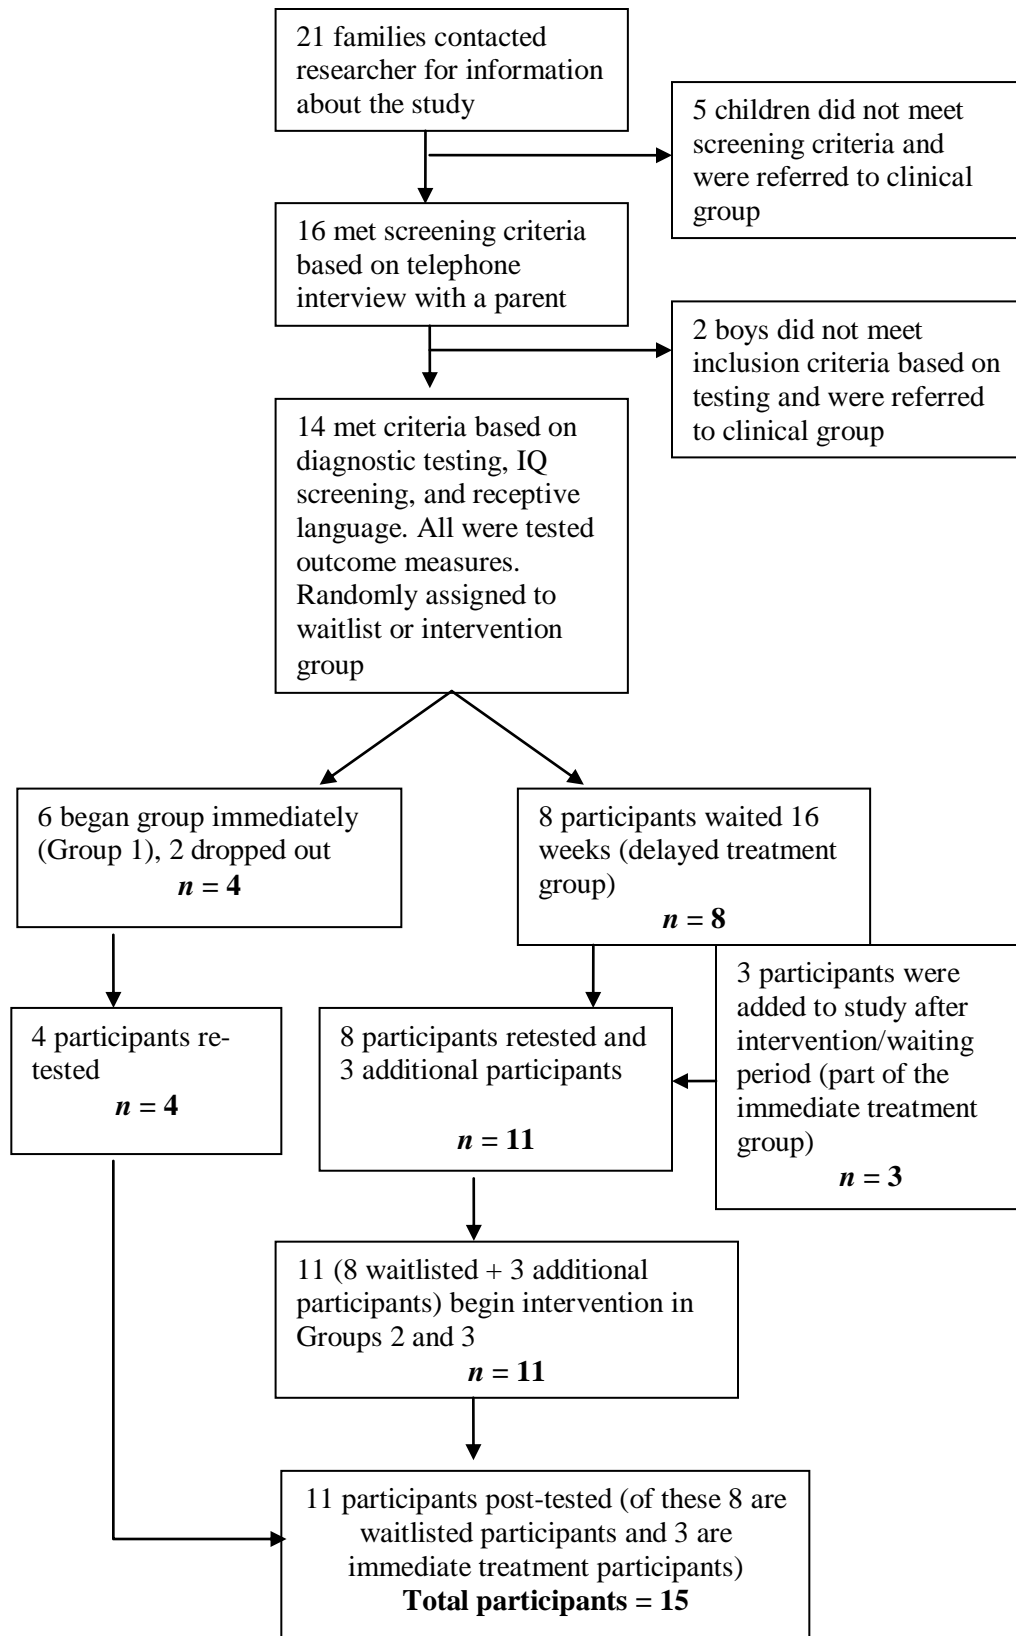 21 families contacted
researcher for information
about the study
5 children did not meet
screening criteria and
were referred to clinical
group
16 met screening criteria
based on telephone
interview with a parent
2 boys did not meet
inclusion criteria based on
testing and were referred
to clinical group
14 met criteria based on
diagnostic testing, IQ
screening, and receptive
language. All were tested
outcome measures.
Randomly assigned to
waitlist or intervention
group
6 began group immediately
(Group 1), 2 dropped out
n = 4
8 participants waited 16
weeks (delayed treatment
group)
n = 8
4 participants re-
tested
n = 4
8 participants retested and
3 additional participants
n = 11
3 participants were
added to study after
intervention/waiting
period (part of the
immediate treatment
group)
n = 3
11 (8 waitlisted + 3 additional
participants) begin intervention in
Groups 2 and 3
n = 11
11 participants post-tested (of these 8 are
waitlisted participants and 3 are
immediate treatment participants)
Total participants = 15